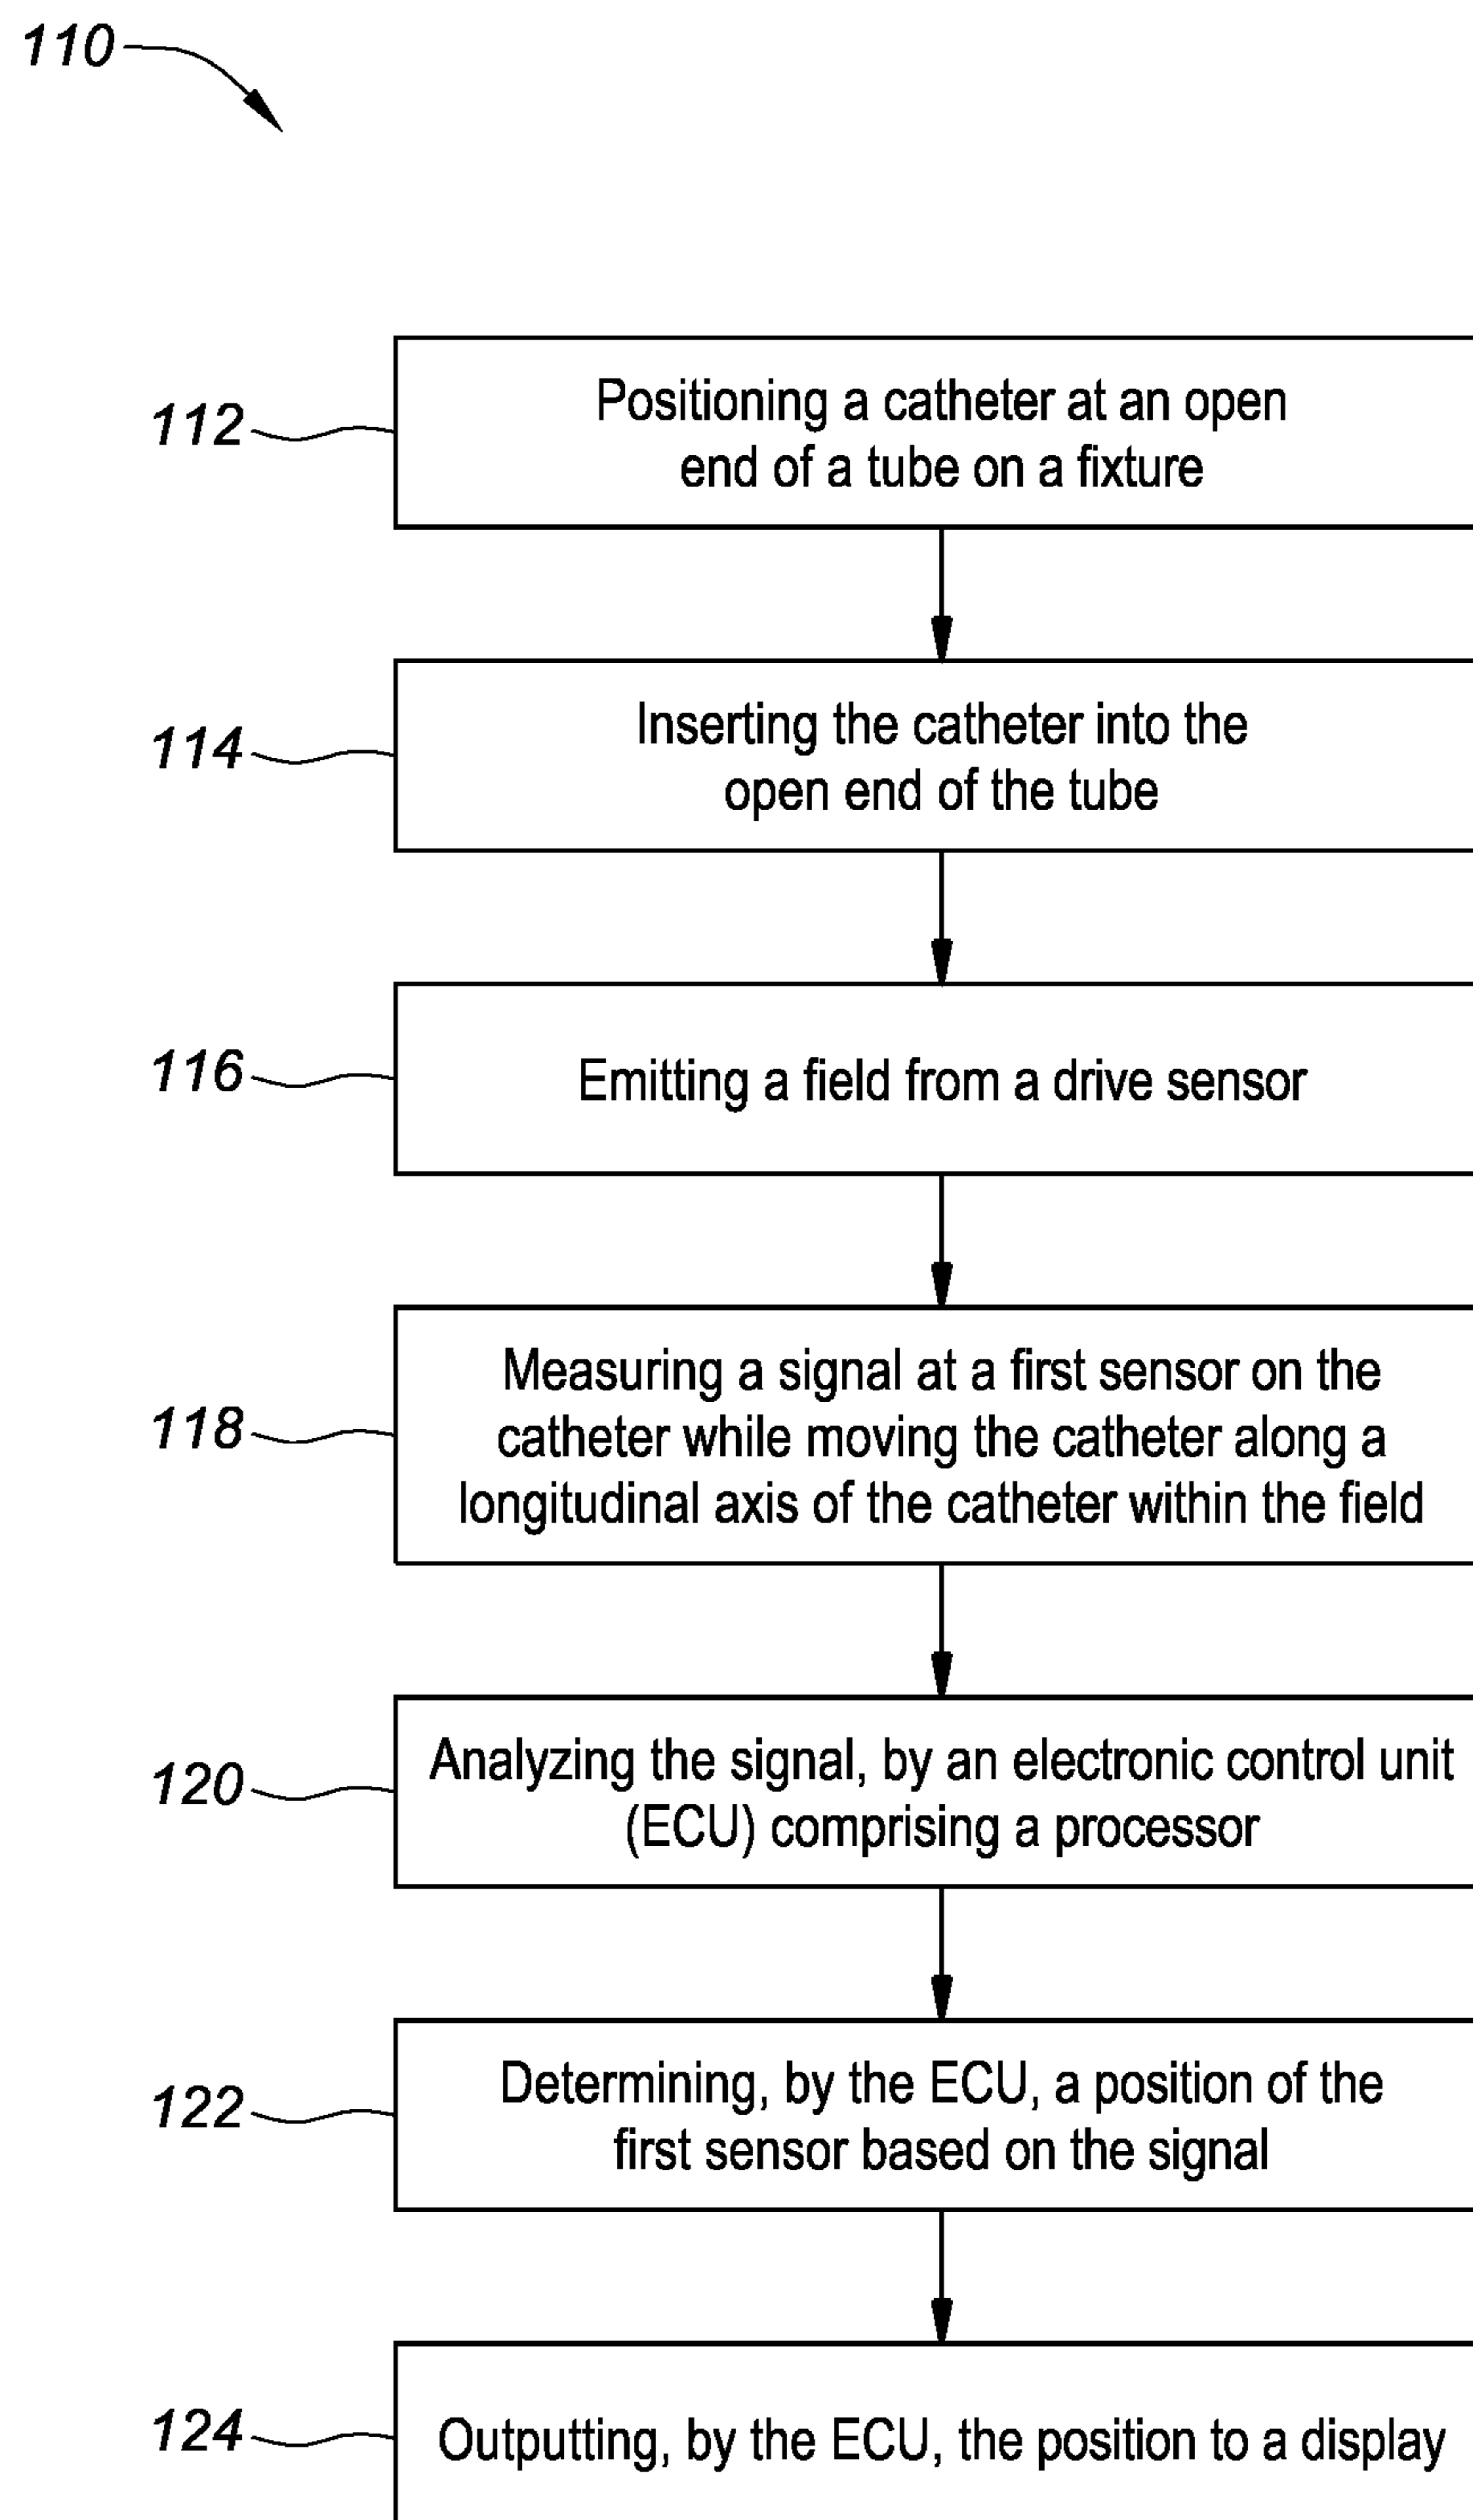 110
112
Positioning a catheter at an open
end of a tube on a fixture
114
Inserting the catheter into the
open end of the tube
116
Emitting a field from a drive sensor
118
Measuring a signal at a first sensor on the
catheter while moving the catheter along a
longitudinal axis of the catheter within the field
120
Analyzing the signal, by an electronic control unit
(ECU) comprising a processor
122
Determining, by the ECU, a position of the
first sensor based on the signal
124
Outputting, by the ECU, the position to a display